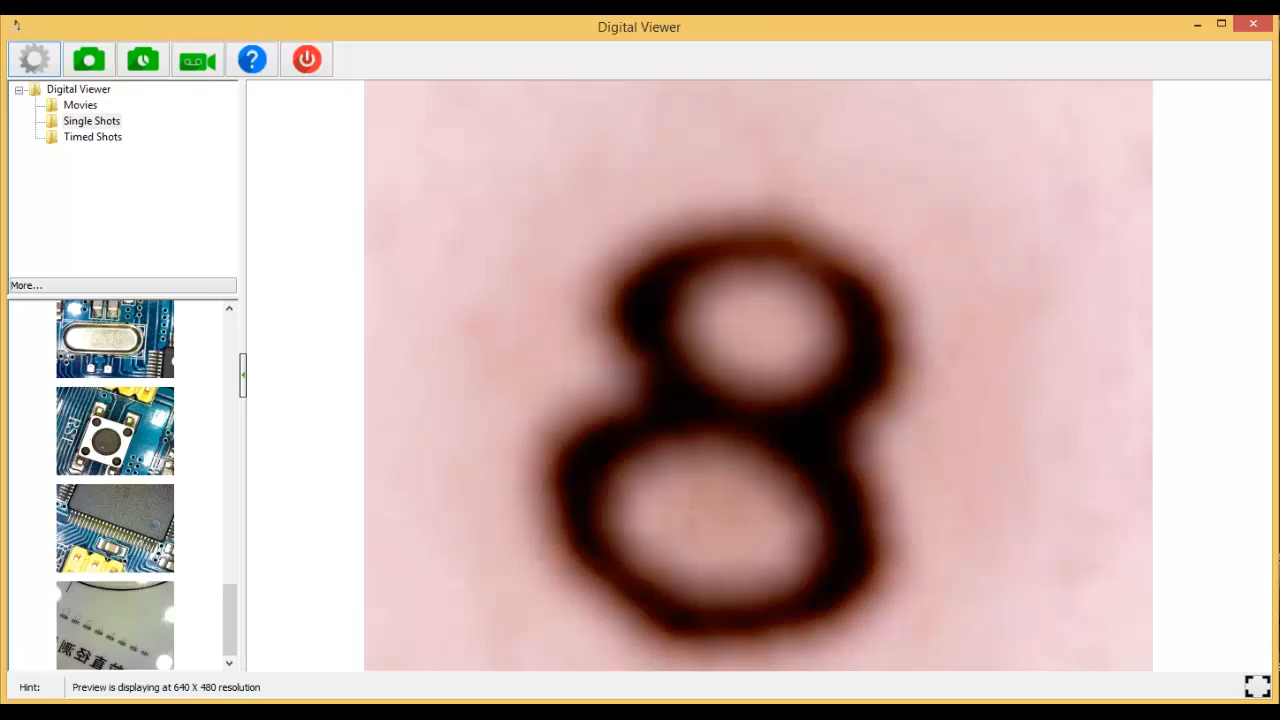 Digital Viewer
Digital Viewer
Movies
Single Shots
Timed Shots
More...
RST
8
Hint:
Preview is displaying at 640 X 480 resolution